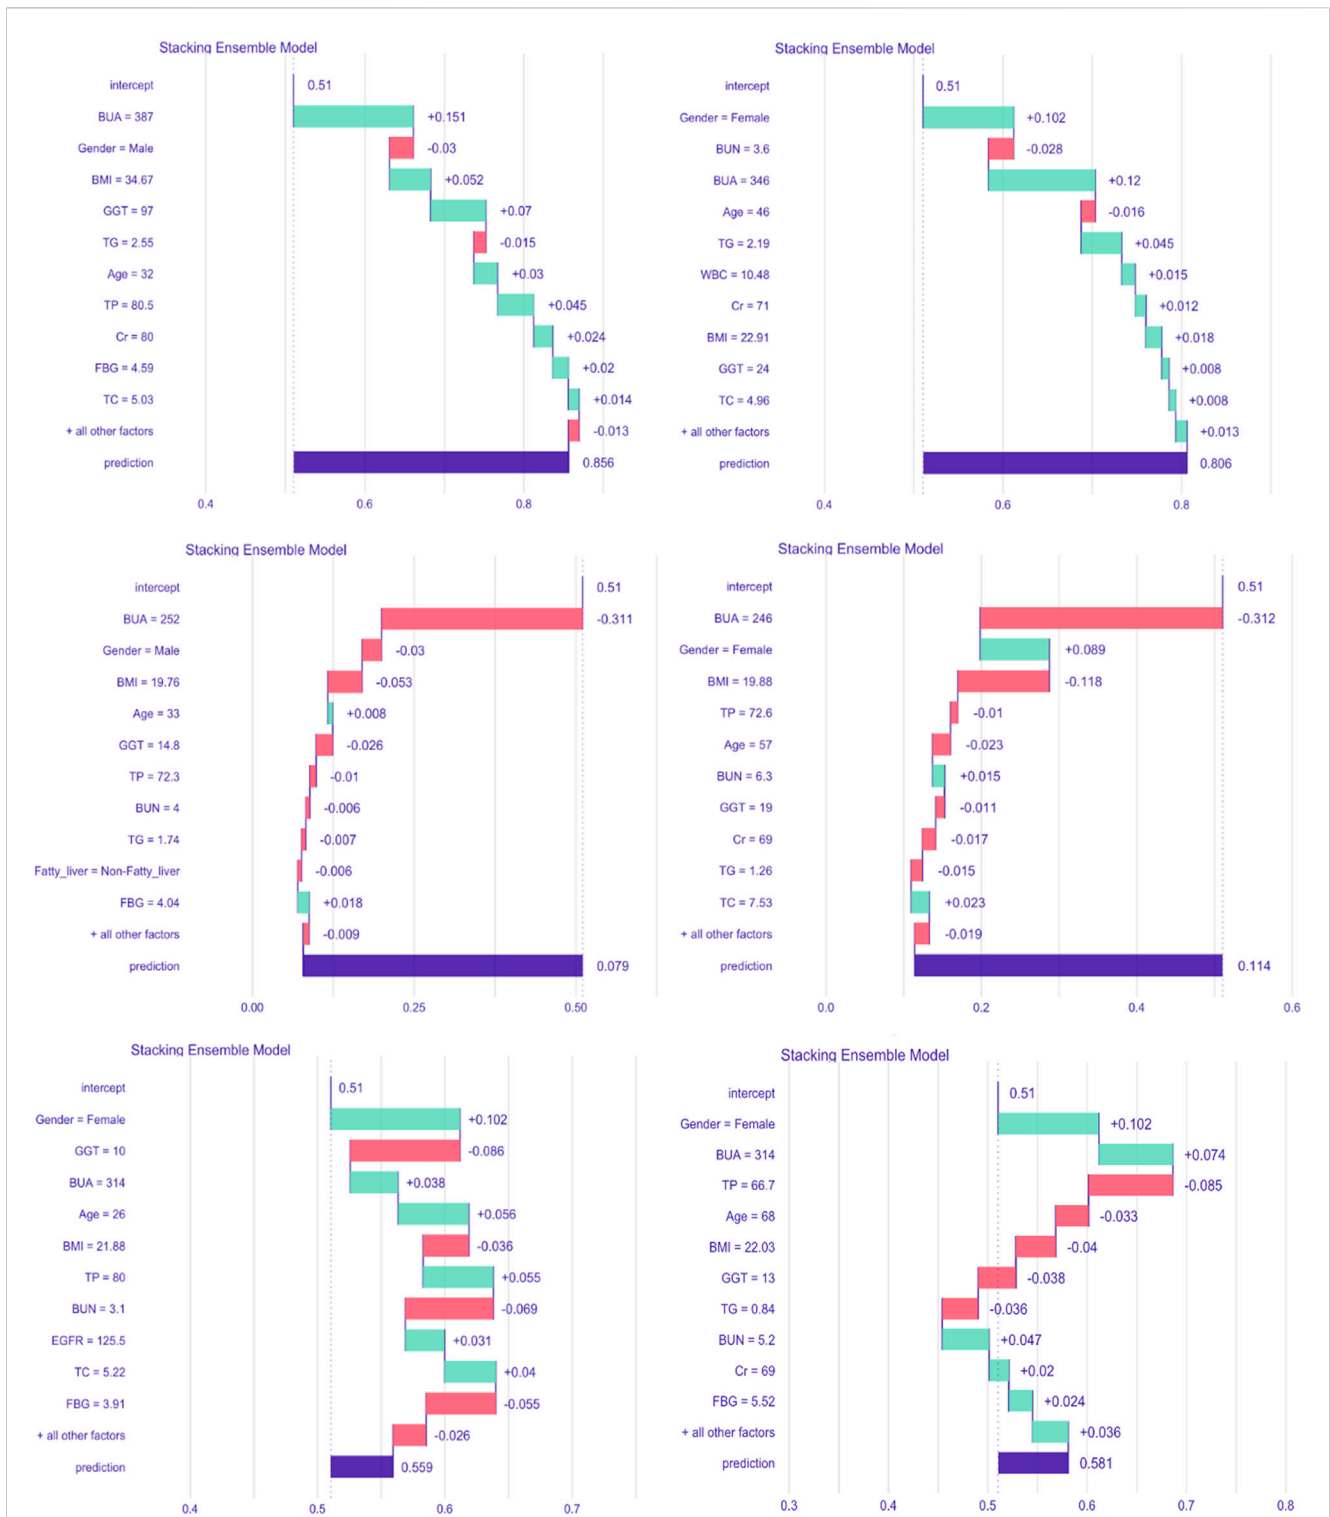 Stacking Ensemble Model
intercept 0.51
BUA = 387 +0.151
Gender = Male -0.03
BMI = 34.67 +0.052
GGT = 97 +0.07
TG = 2.55 -0.015
Age = 32 +0.03
TP = 80.5 +0.045
Cr = 80 +0.024
FBG = 4.59 +0.02
TC = 5.03 +0.014
+ all other factors -0.013
prediction 0.856
0.4 0.6 0.8
Stacking Ensemble Model
intercept 0.51
Gender = Female +0.102
BUN = 3.6 -0.028
BUA = 346 +0.12
Age = 46 -0.016
TG = 2.19 +0.045
WBC = 10.48 +0.015
Cr = 71 +0.012
BMI = 22.91 +0.018
GGT = 24 +0.008
TC = 4.96 +0.008
+ all other factors +0.013
prediction 0.806
0.4 0.6 0.8
Stacking Ensemble Model
intercept 0.51
BUA = 252 -0.311
Gender = Male -0.03
BMI = 19.76 -0.053
Age = 33 +0.008
GGT = 14.8 -0.026
TP = 72.3 -0.01
BUN = 4 -0.006
TG = 1.74 -0.007
Fatty_liver = Non-Fatty_liver -0.006
FBG = 4.04 +0.018
+ all other factors -0.009
prediction 0.079
0.00 0.25 0.50
Stacking Ensemble Model
intercept 0.51
BUA = 246 -0.312
Gender = Female +0.089
BMI = 19.88 -0.118
TP = 72.6 -0.01
Age = 57 -0.023
BUN = 6.3 +0.015
GGT = 19 -0.011
Cr = 69 -0.017
TG = 1.26 -0.015
TC = 7.53 +0.023
+ all other factors -0.019
prediction 0.114
0.0 0.2 0.4 0.6
Stacking Ensemble Model
intercept 0.51
Gender = Female +0.102
GGT = 10 -0.086
BUA = 314 +0.038
Age = 26 +0.056
BMI = 21.88 -0.036
TP = 80 +0.055
BUN = 3.1 -0.069
EGFR = 125.5 +0.031
TC = 5.22 +0.04
FBG = 3.91 -0.055
+ all other factors -0.026
prediction 0.559
0.4 0.5 0.6 0.7
Stacking Ensemble Model
intercept 0.51
Gender = Female +0.102
BUA = 314 +0.074
TP = 66.7 -0.085
Age = 68 -0.033
BMI = 22.03 -0.04
GGT = 13 -0.038
TG = 0.84 -0.036
BUN = 5.2 +0.047
Cr = 69 +0.02
FBG = 5.52 +0.024
+ all other factors +0.036
prediction 0.581
0.3 0.4 0.5 0.6 0.7 0.8